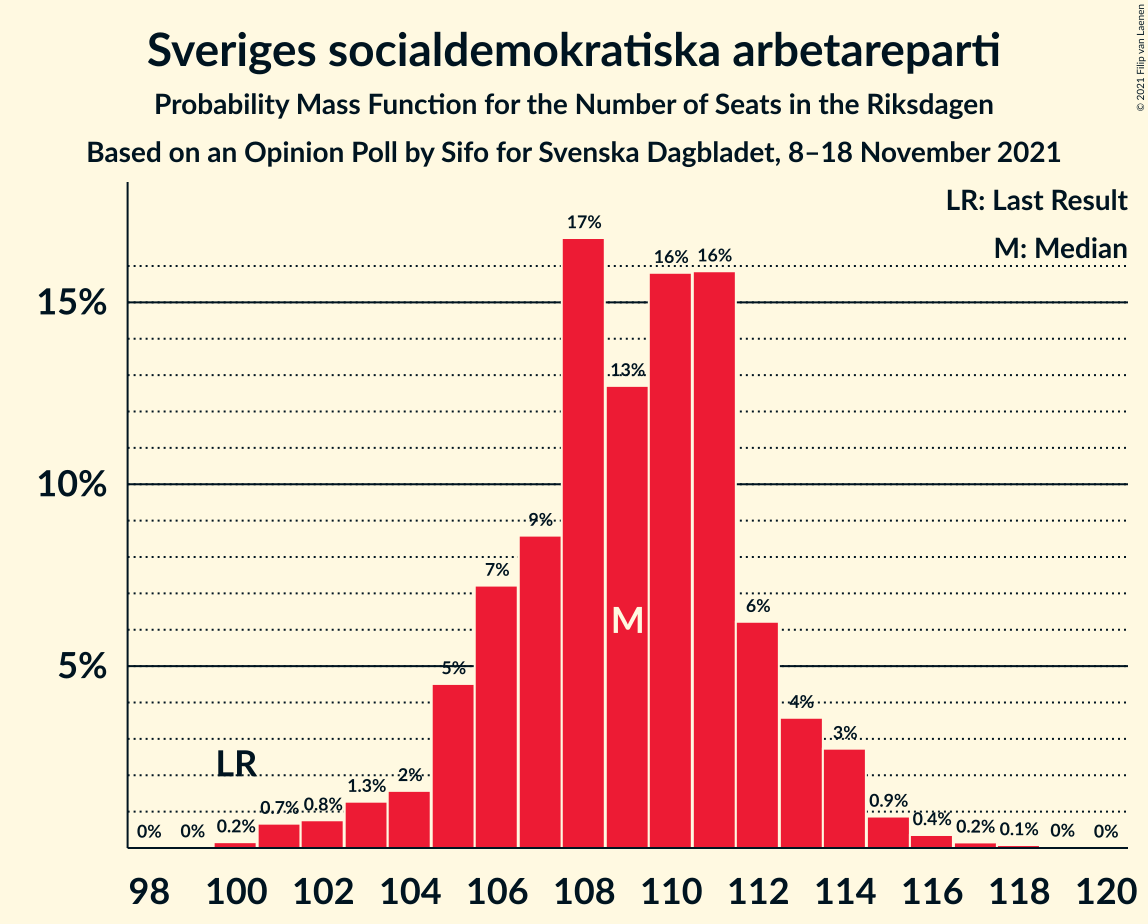 Sveriges socialdemokratiska arbetareparti
Probability Mass Function for the Number of Seats in the Riksdagen
Based on an Opinion Poll by Sifo for Svenska Dagbladet, 8–18 November 2021
© 2021 Filip van Laenen
LR: Last Result
M: Median
15%
10%
5%
0%
0%
0.2%
0.7%
0.8%
1.3%
2%
5%
7%
9%
17%
13%
16%
16%
6%
4%
3%
0.9%
0.4%
0.2%
0.1%
0%
0%
LR
M
98 100 102 104 106 108 110 112 114 116 118 120